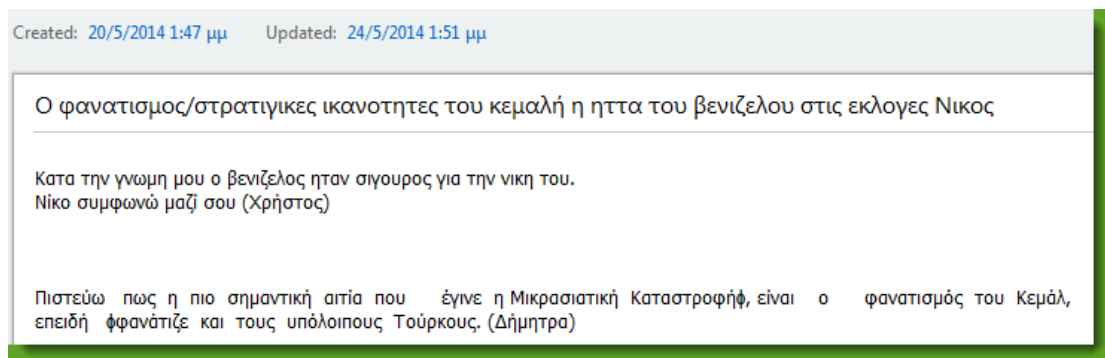 Created: 20/5/2014 1:47 μμ Updated: 24/5/2014 1:51 μμ
Ο φανατισμος/στρατιγικες ικανοτητες του κεμαλή η ηττα του βενιζελου στις εκλογες Νικος
Κατα την γνωμη μου ο βενιζελος ηταν σιγουρος για την νικη του.
Νίκο συμφωνώ μαζί σου (Χρήστος)
Πιστεύω πως η πιο σημαντική αιτία που έγινε η Μικρασιατική Καταστροφήφ, είναι ο φανατισμός του Κεμάλ,
επειδή φφανάτιζε και τους υπόλοιπους Τούρκους. (Δήμητρα)